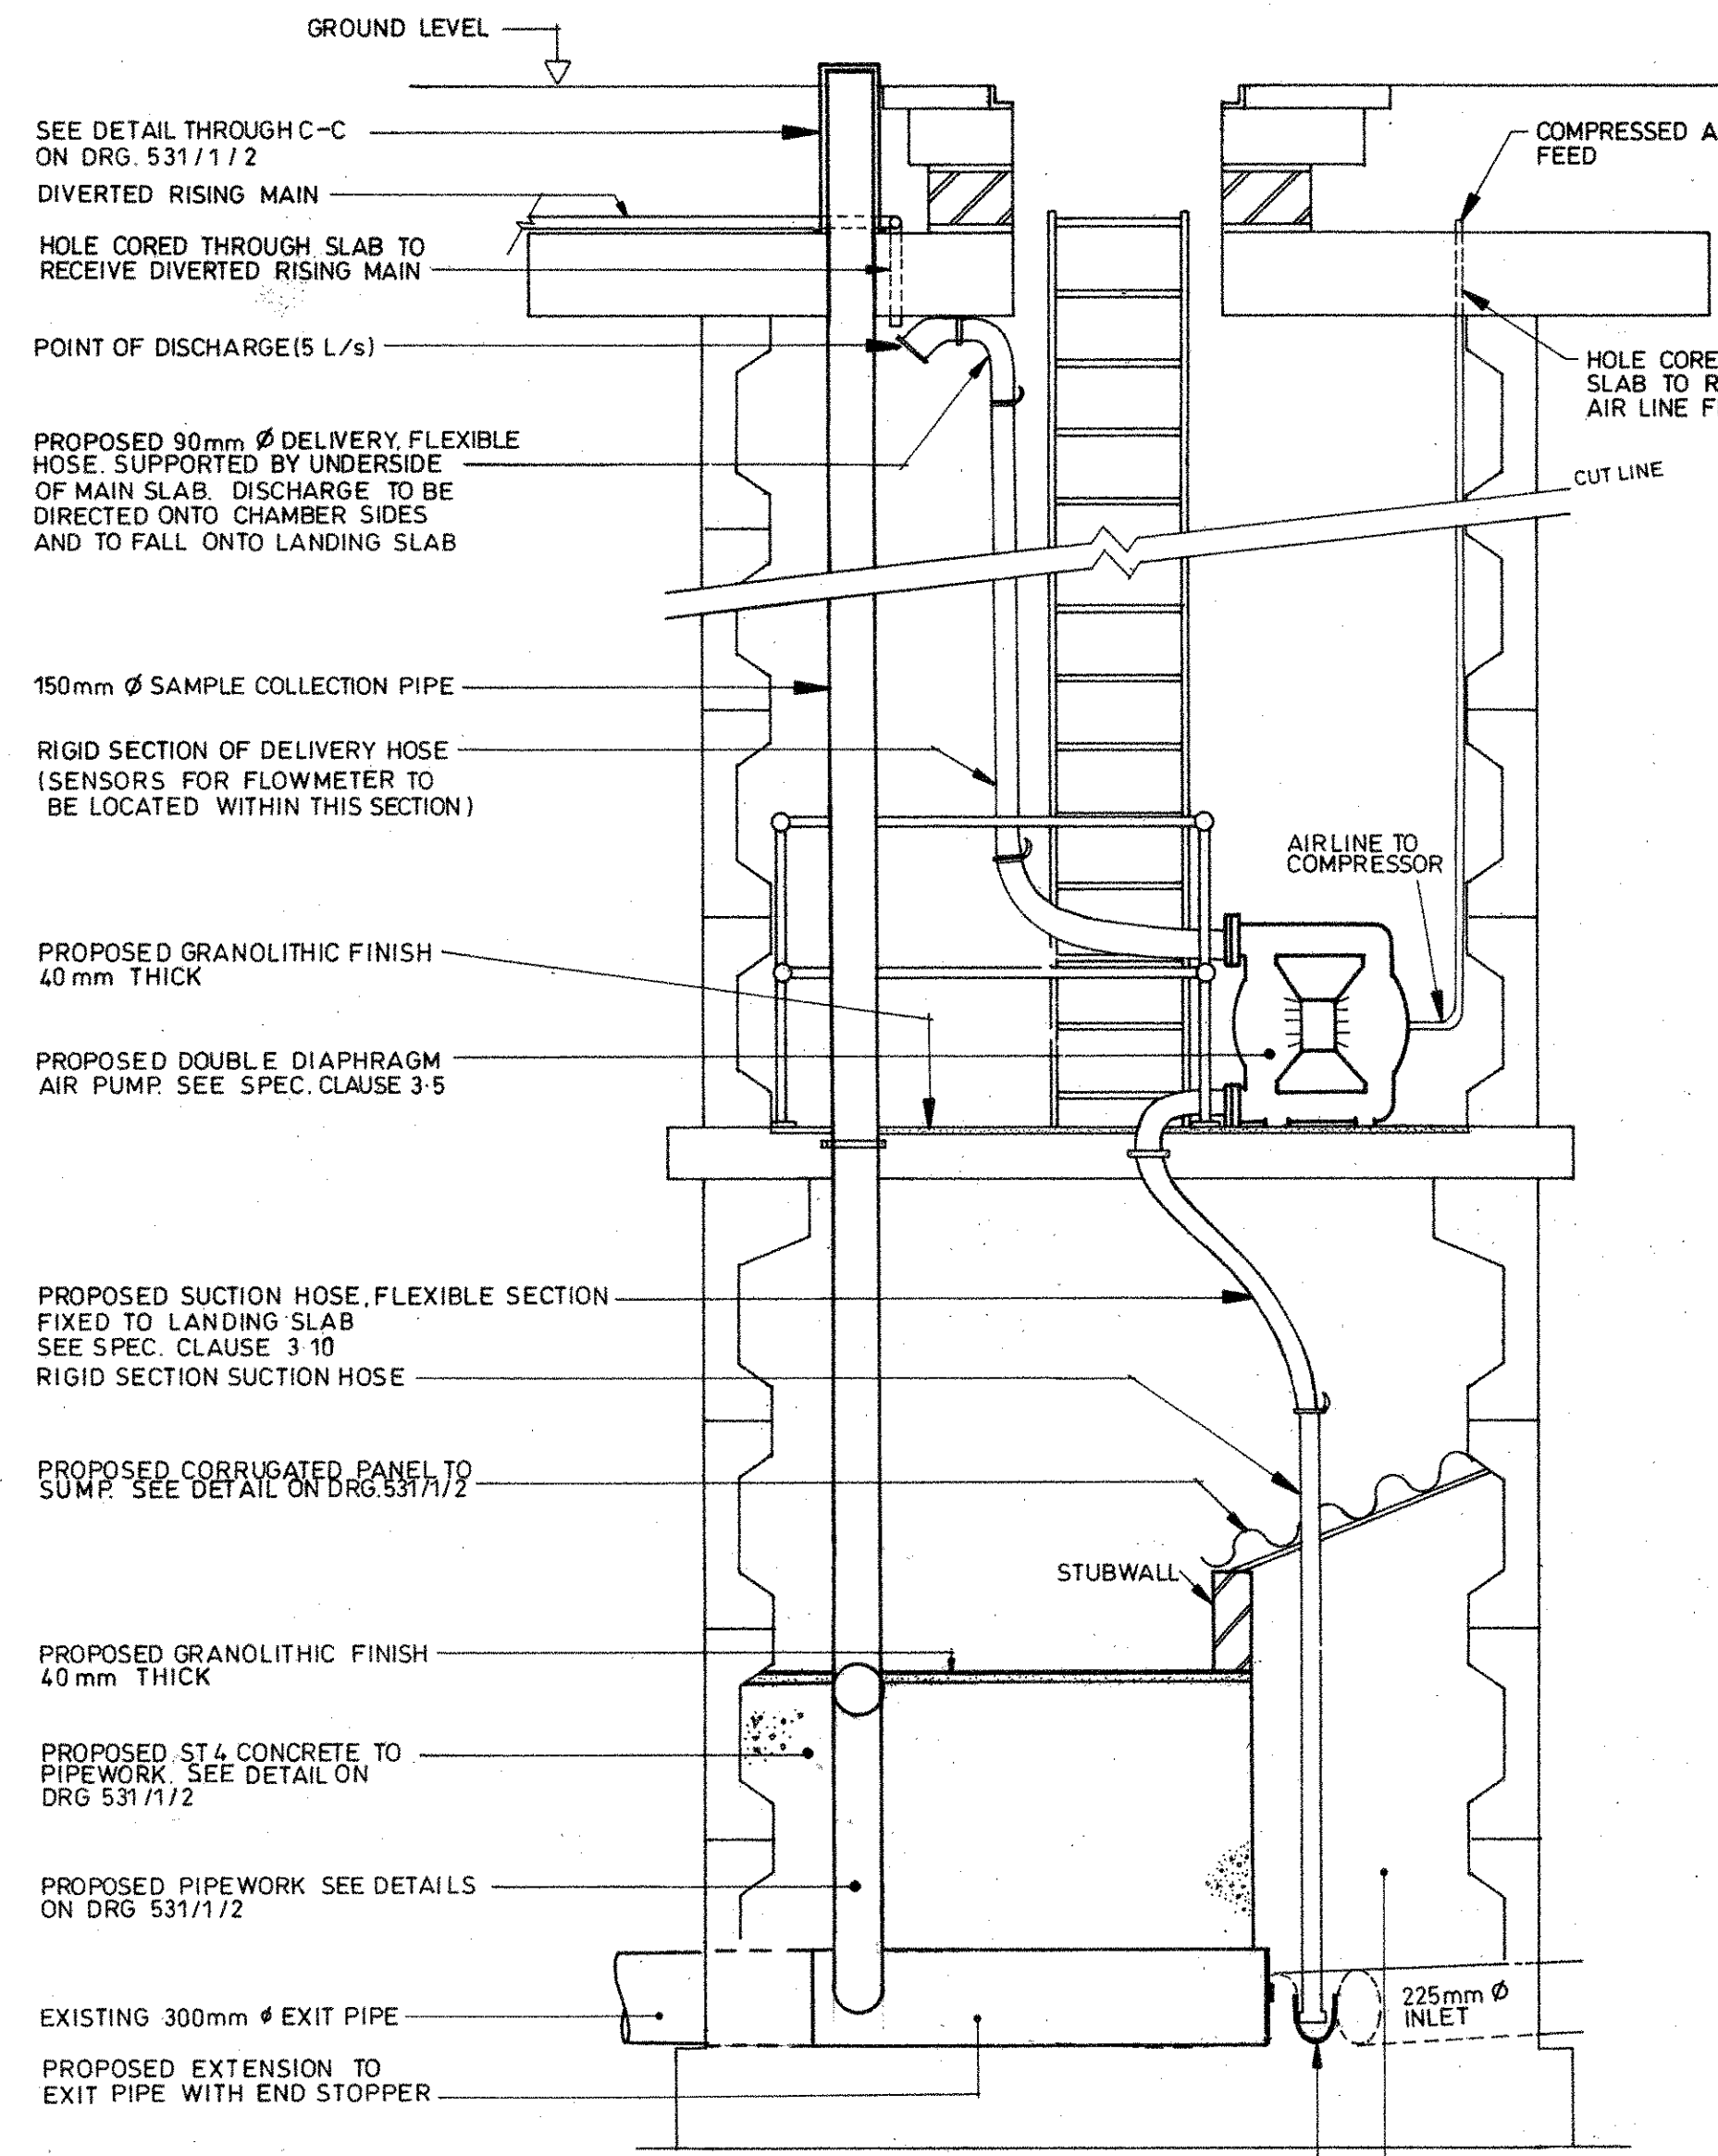 GROUND LEVEL
SEE DETAIL THROUGH C-C
ON DRG. 531/1/2
DIVERTED RISING MAIN
HOLE CORED THROUGH SLAB TO
RECEIVE DIVERTED RISING MAIN
POINT OF DISCHARGE (5 L/s)
PROPOSED 90mm Ø DELIVERY, FLEXIBLE
HOSE. SUPPORTED BY UNDERSIDE
OF MAIN SLAB. DISCHARGE TO BE
DIRECTED ONTO CHAMBER SIDES
AND TO FALL ONTO LANDING SLAB
150mm Ø SAMPLE COLLECTION PIPE
RIGID SECTION OF DELIVERY HOSE
(SENSORS FOR FLOWMETER TO
BE LOCATED WITHIN THIS SECTION)
PROPOSED GRANOLITHIC FINISH
40mm THICK
PROPOSED DOUBLE DIAPHRAGM
AIR PUMP. SEE SPEC. CLAUSE 3·5
PROPOSED SUCTION HOSE, FLEXIBLE SECTION
FIXED TO LANDING SLAB
SEE SPEC. CLAUSE 3·10
RIGID SECTION SUCTION HOSE
PROPOSED CORRUGATED PANEL TO
SUMP. SEE DETAIL ON DRG.531/1/2
PROPOSED GRANOLITHIC FINISH
40mm THICK
PROPOSED ST4 CONCRETE TO
PIPEWORK. SEE DETAIL ON
DRG 531/1/2
PROPOSED PIPEWORK SEE DETAILS
ON DRG 531/1/2
EXISTING 300mm Ø EXIT PIPE
PROPOSED EXTENSION TO
EXIT PIPE WITH END STOPPER
COMPRESSED A
FEED
HOLE CORE
SLAB TO R
AIR LINE F
CUT LINE
AIRLINE TO
COMPRESSOR
STUBWALL
225mm Ø
INLET